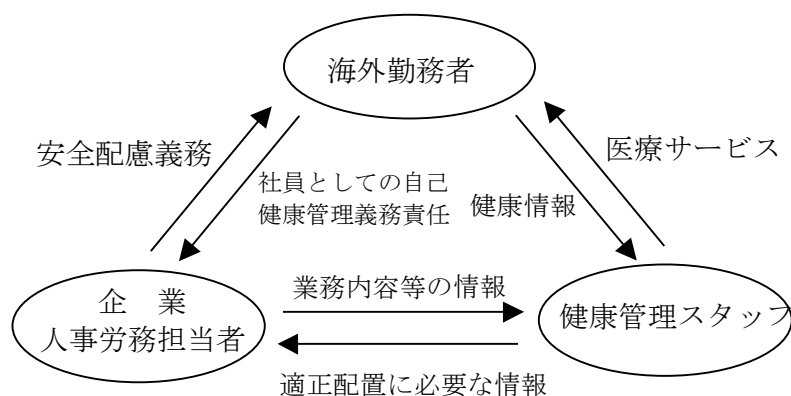 海外勤務者
安全配慮義務
医療サービス
社員としての自己
健康管理義務責任
健康情報
企　業
人事労務担当者
業務内容等の情報
健康管理スタッフ
適正配置に必要な情報